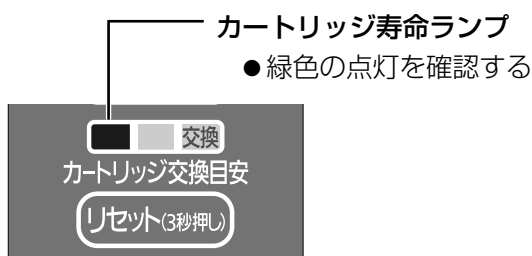 カートリッジ寿命ランプ
●緑色の点灯を確認する
交換
カートリッジ交換目安
リセット(3秒押し)